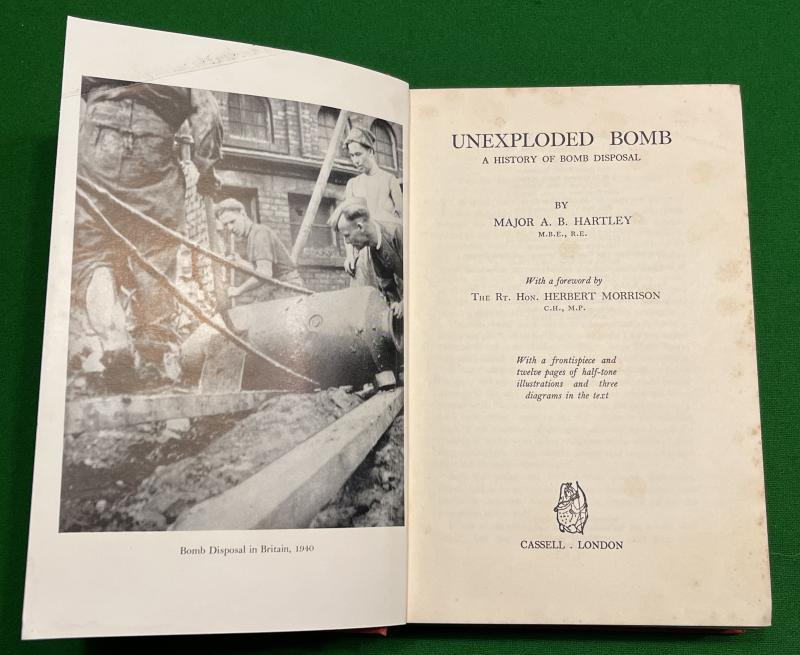 Bomb Disposal in Britain, 1940
UNEXPLODED BOMB
A HISTORY OF BOMB DISPOSAL
BY
MAJOR A. B. HARTLEY
M.B.E., R.E.
With a foreword by
THE RT. HON. HERBERT MORRISON
C.H., M.P.
With a frontispiece and
twelve pages of half-tone
illustrations and three
diagrams in the text
CASSELL . LONDON